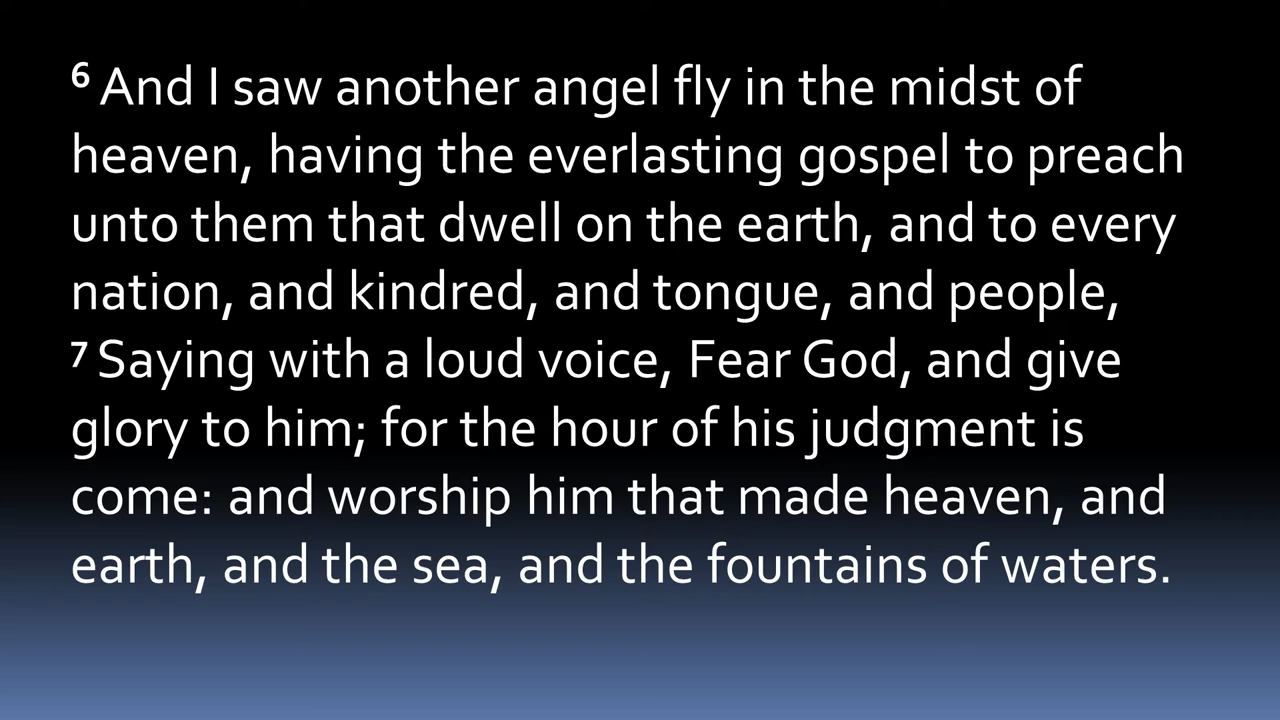 6 And I saw another angel fly in the midst of
heaven, having the everlasting gospel to preach
unto them that dwell on the earth, and to every
nation, and kindred, and tongue, and people,
7 Saying with a loud voice, Fear God, and give
glory to him; for the hour of his judgment is
come: and worship him that made heaven, and
earth, and the sea, and the fountains of waters.